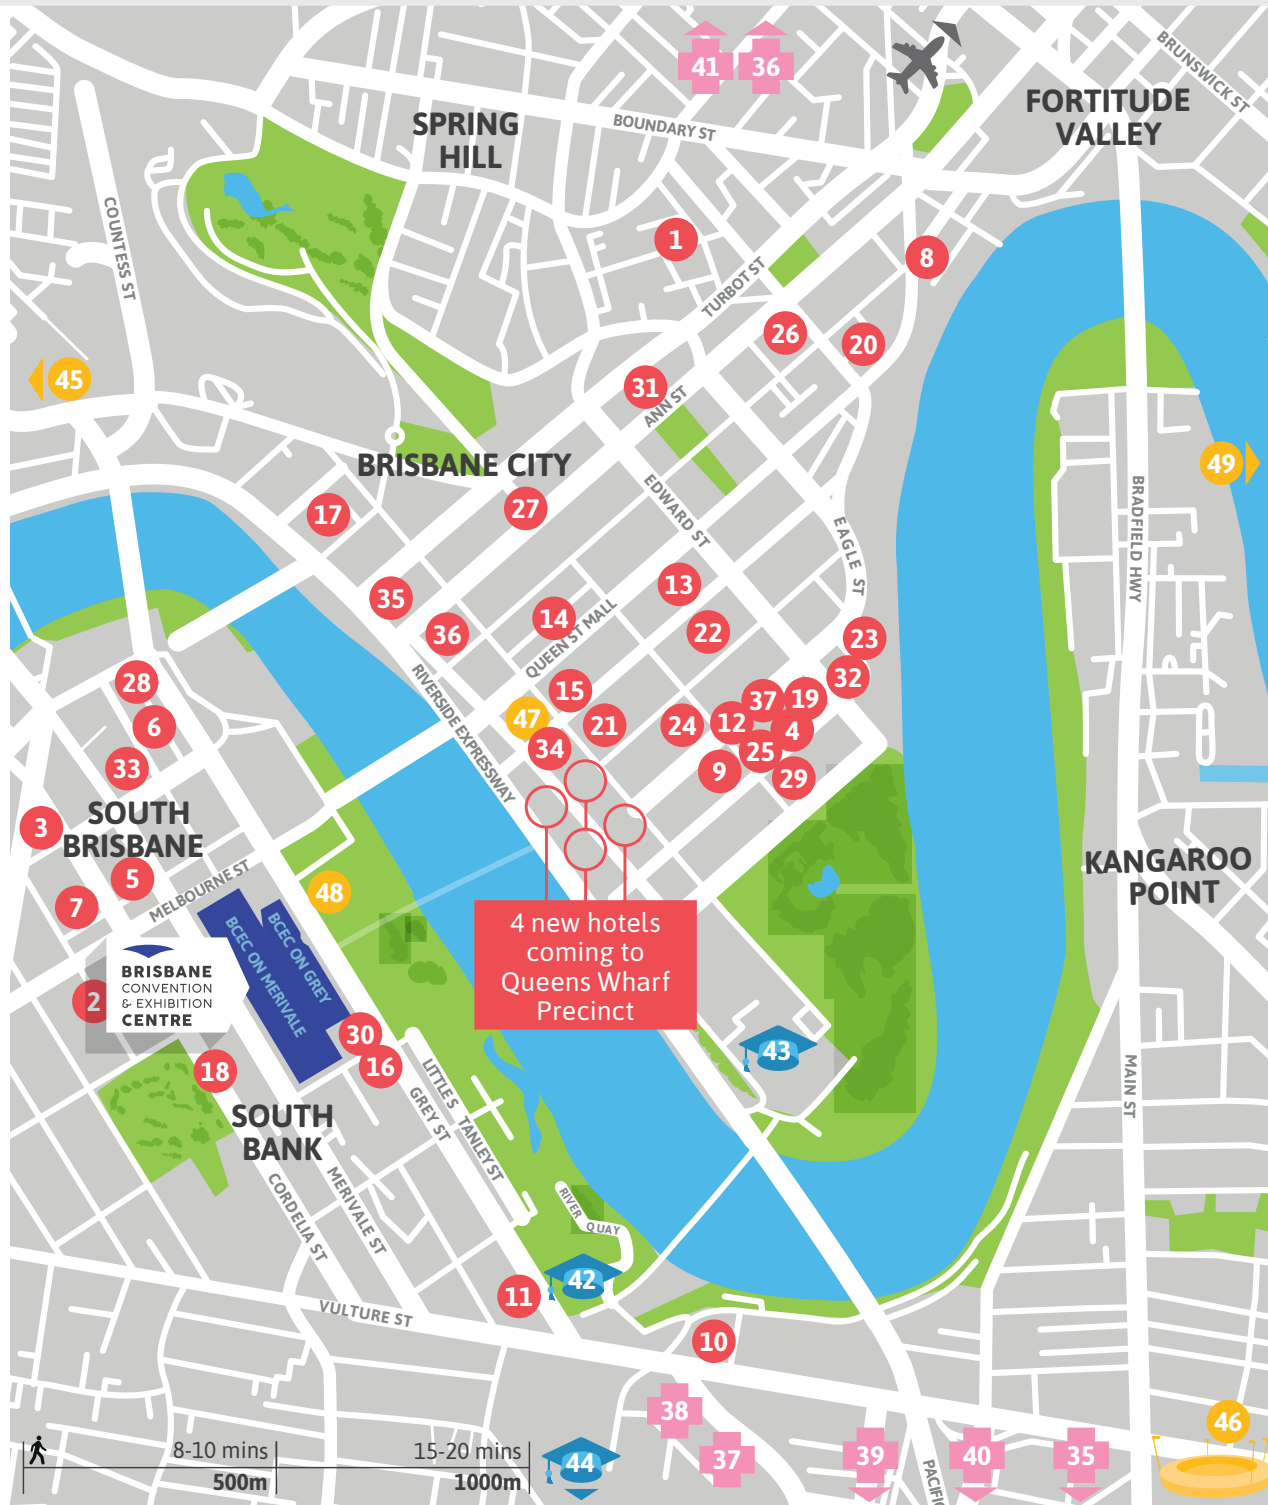 41
36
BRUNSWICK ST
FORTITUDE
VALLEY
SPRING
HILL
BOUNDARY ST
COUNTESS ST
1
8
TURBOT ST
26
20
45
31
ANN ST
BRISBANE CITY
49
EDWARD ST
BRADFIELD HWY
27
17
EAGLE ST
13
35
14
36
QUEEN ST MALL
22
23
32
28
RIVERSIDE EXPRESSWAY
15
37
19
6
47
21
24
12
4
34
25
33
9
29
SOUTH
BRISBANE
3
5
MELBOURNE ST
7
48
KANGAROO
POINT
4 new hotels
coming to
Queens Wharf
Precinct
BCEC ON GREY
BCEC ON MERIVALE
BRISBANE
CONVENTION
& EXHIBITION
CENTRE
2
30
16
43
18
SOUTH
BANK
LITTLE STANLEY ST
GREY ST
MAIN ST
MERIVALE ST
CORDELIA ST
RIVER QUAY
42
11
VULTURE ST
10
38
37
39
40
35
46
44
PACIFIC
8-10 mins
15-20 mins
500m
1000m